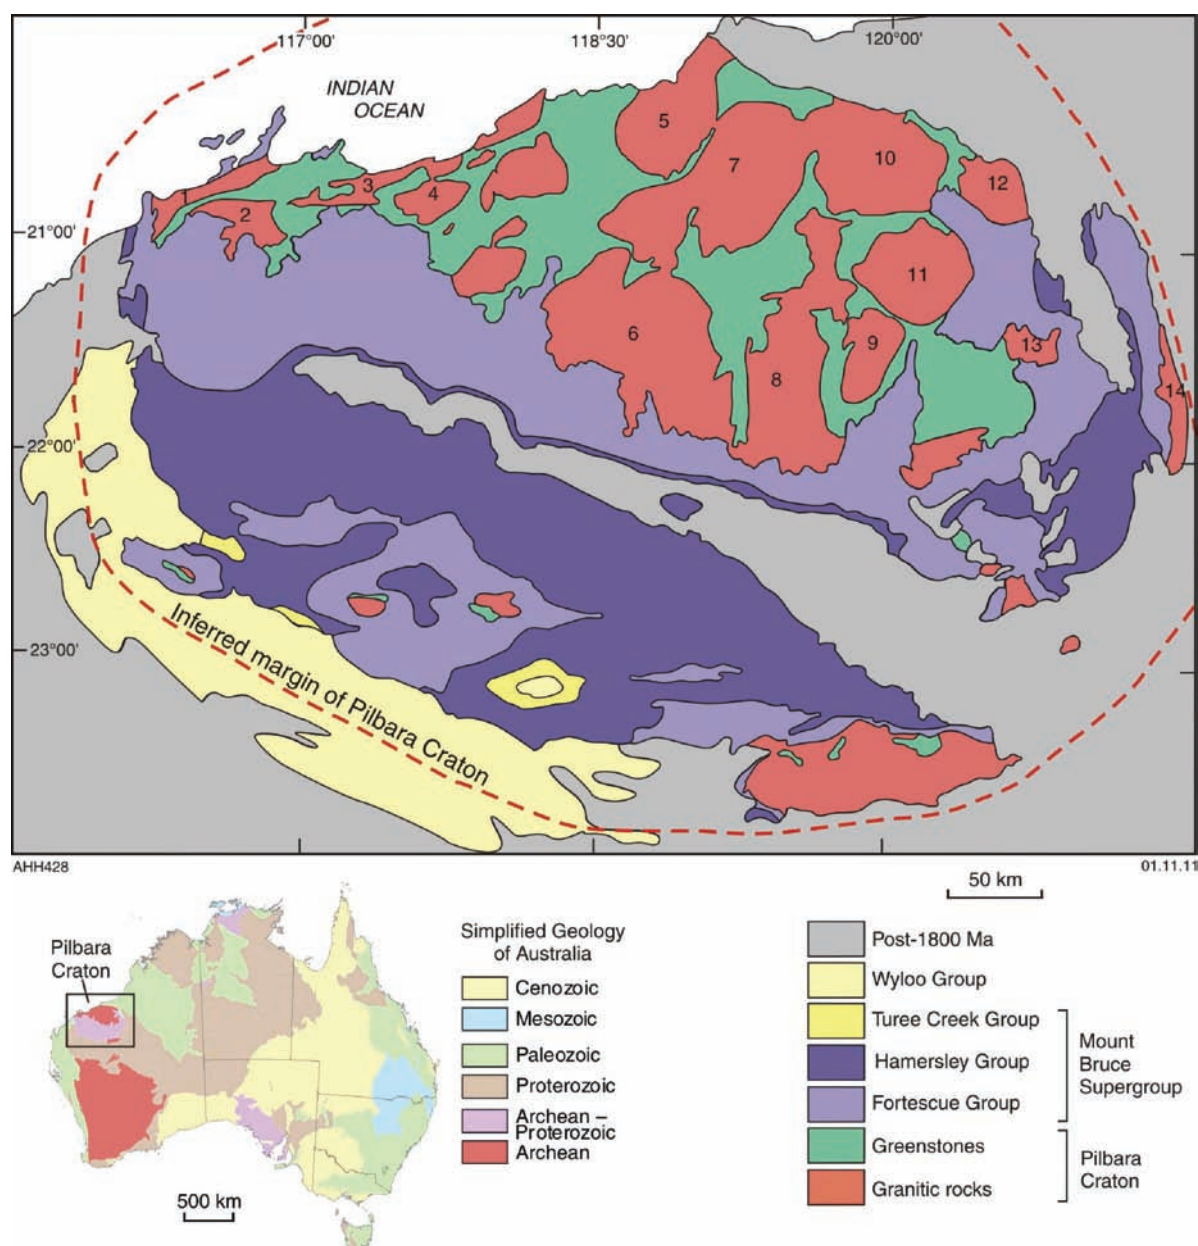 117°00'
118°30'
120°00'
INDIAN
OCEAN
5
7
10
12
1
2
3
4
21°00'
11
6
8
9
13
14
22°00'
23°00'
Inferred margin of Pilbara Craton
AHH428
01.11.11
50 km
Pilbara
Craton
500 km
Simplified Geology
of Australia
Cenozoic
Mesozoic
Paleozoic
Proterozoic
Archean –
Proterozoic
Archean
Post-1800 Ma
Wyloo Group
Turee Creek Group
Hamersley Group
Fortescue Group
Mount
Bruce
Supergroup
Greenstones
Granitic rocks
Pilbara
Craton